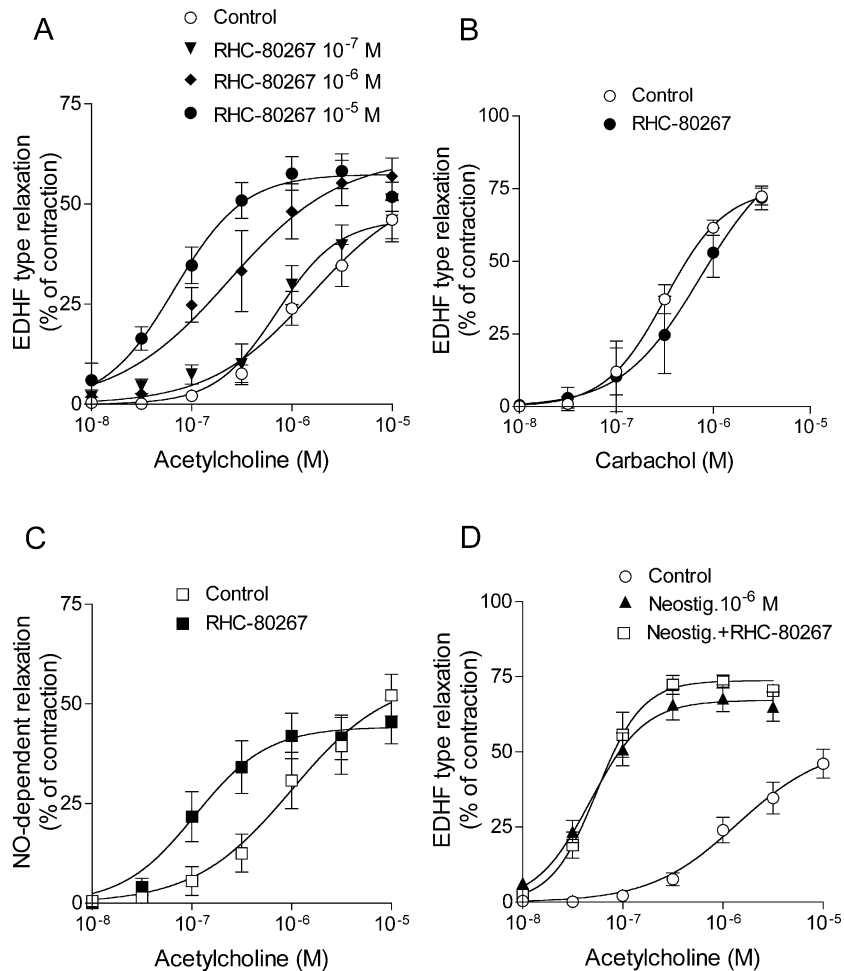 A
Control
RHC-80267 10-7 M
RHC-80267 10-6 M
RHC-80267 10-5 M
EDHF type relaxation
(% of contraction)
75
50
25
0
10-8
10-7
10-6
10-5
Acetylcholine (M)
B
Control
RHC-80267
EDHF type relaxation
(% of contraction)
100
75
50
25
0
10-8
10-7
10-6
10-5
Carbachol (M)
C
Control
RHC-80267
NO-dependent relaxation
(% of contraction)
75
50
25
0
10-8
10-7
10-6
10-5
Acetylcholine (M)
D
Control
Neostig.10-6 M
Neostig.+RHC-80267
EDHF type relaxation
(% of contraction)
100
75
50
25
0
10-8
10-7
10-6
10-5
Acetylcholine (M)